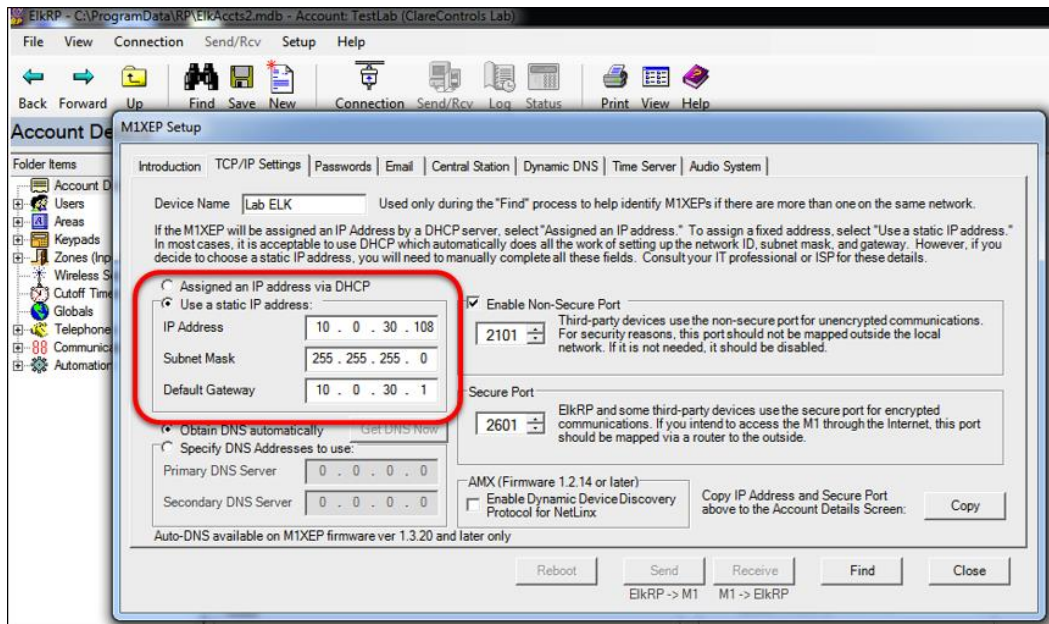 ElkRP - C:\ProgramData\RP\ElkAccts2.mdb - Account: TestLab (ClareControls Lab)
File View Connection Send/Rcv Setup Help
Back Forward Up Find Save New Connection Send/Rcv Log Status Print View Help
Account De
M1XEP Setup
Folder Items
Account D
Users
Areas
Keypads
Zones (Inp
Wireless S
Cutoff Time
Globals
Telephone
88 Communica
Automation
Introduction TCP/IP Settings Passwords Email Central Station Dynamic DNS Time Server Audio System
Device Name Lab ELK Used only during the "Find" process to help identify M1XEPs if there are more than one on the same network.
If the M1XEP will be assigned an IP Address by a DHCP server, select "Assigned an IP address." To assign a fixed address, select "Use a static IP address."
In most cases, it is acceptable to use DHCP which automatically does all the work of setting up the network ID, subnet mask, and gateway. However, if you
decide to choose a static IP address, you will need to manually complete all these fields. Consult your IT professional or ISP for these details.
Assigned an IP address via DHCP
Use a static IP address:
IP Address 10 . 0 . 30 . 108
Subnet Mask 255 . 255 . 255 . 0
Default Gateway 10 . 0 . 30 . 1
Obtain DNS automatically Get DNS Now
Specify DNS Addresses to use:
Primary DNS Server 0 . 0 . 0 . 0
Secondary DNS Server 0 . 0 . 0 . 0
Auto-DNS available on M1XEP firmware ver 1.3.20 and later only
Enable Non-Secure Port
2101
Third-party devices use the non-secure port for unencrypted communications.
For security reasons, this port should not be mapped outside the local
network. If it is not needed, it should be disabled.
Secure Port
2601
ElkRP and some third-party devices use the secure port for encrypted
communications. If you intend to access the M1 through the Internet, this port
should be mapped via a router to the outside.
AMX (Firmware 1.2.14 or later)
Enable Dynamic Device Discovery
Protocol for NetLinx
Copy IP Address and Secure Port
above to the Account Details Screen:
Copy
Reboot Send Receive Find Close
ElkRP -> M1 M1 -> ElkRP